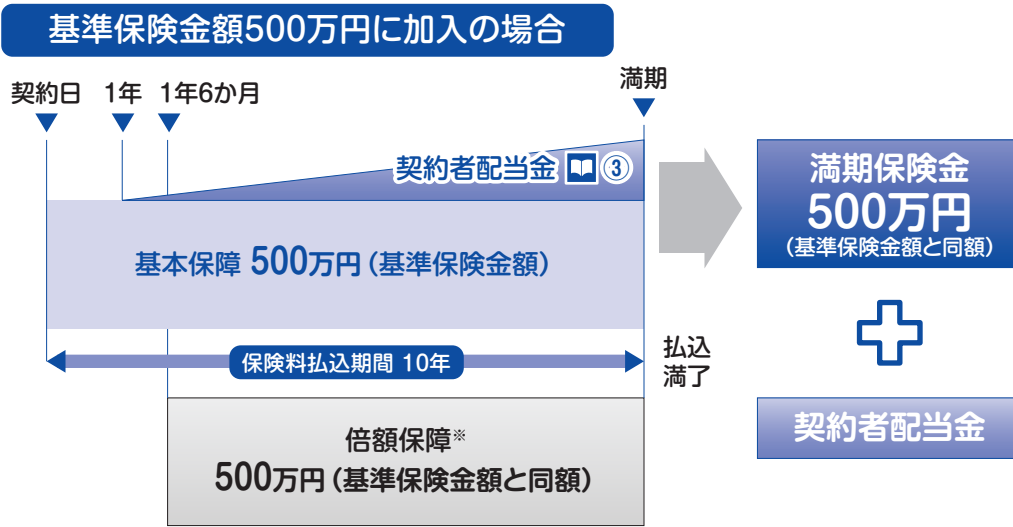 基準保険金額500万円に加入の場合
契約日 1年 1年6か月 満期
契約者配当金 ③
基本保障 500万円(基準保険金額)
保険料払込期間 10年
払込
満了
倍額保障※
500万円(基準保険金額と同額)
満期保険金
500万円
(基準保険金額と同額)
契約者配当金